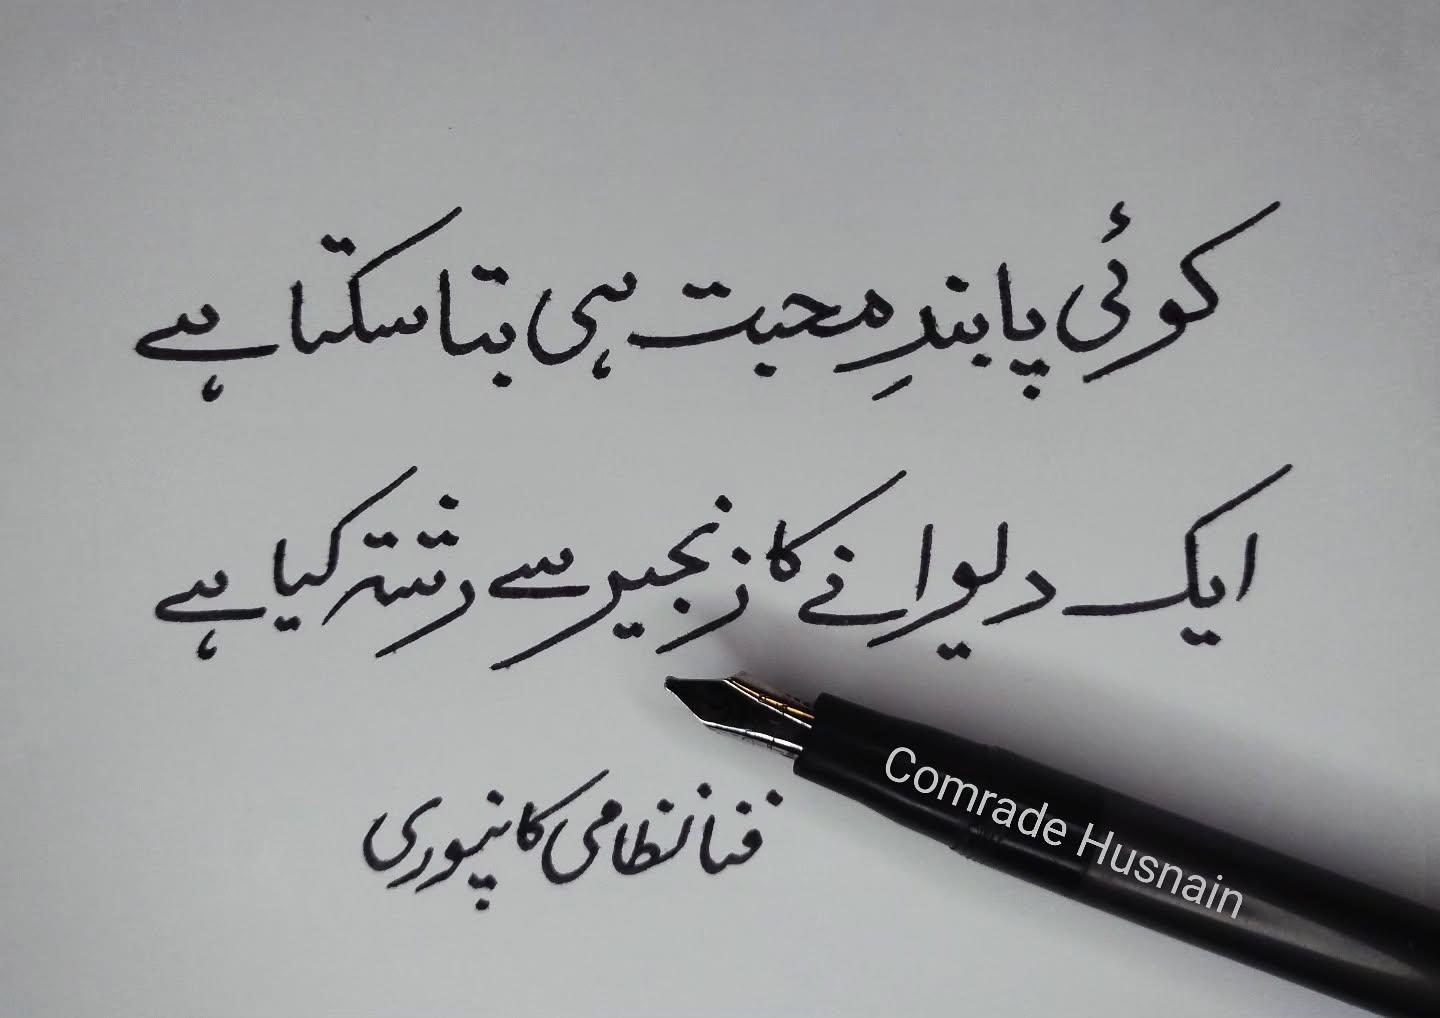 کوئی پابندِ محبت ہی بتا سکتا ہے
ایک دیوانے کا زنجیر سے رشتہ کیا ہے
فنا نظامی کانپوری
Comrade Husnain